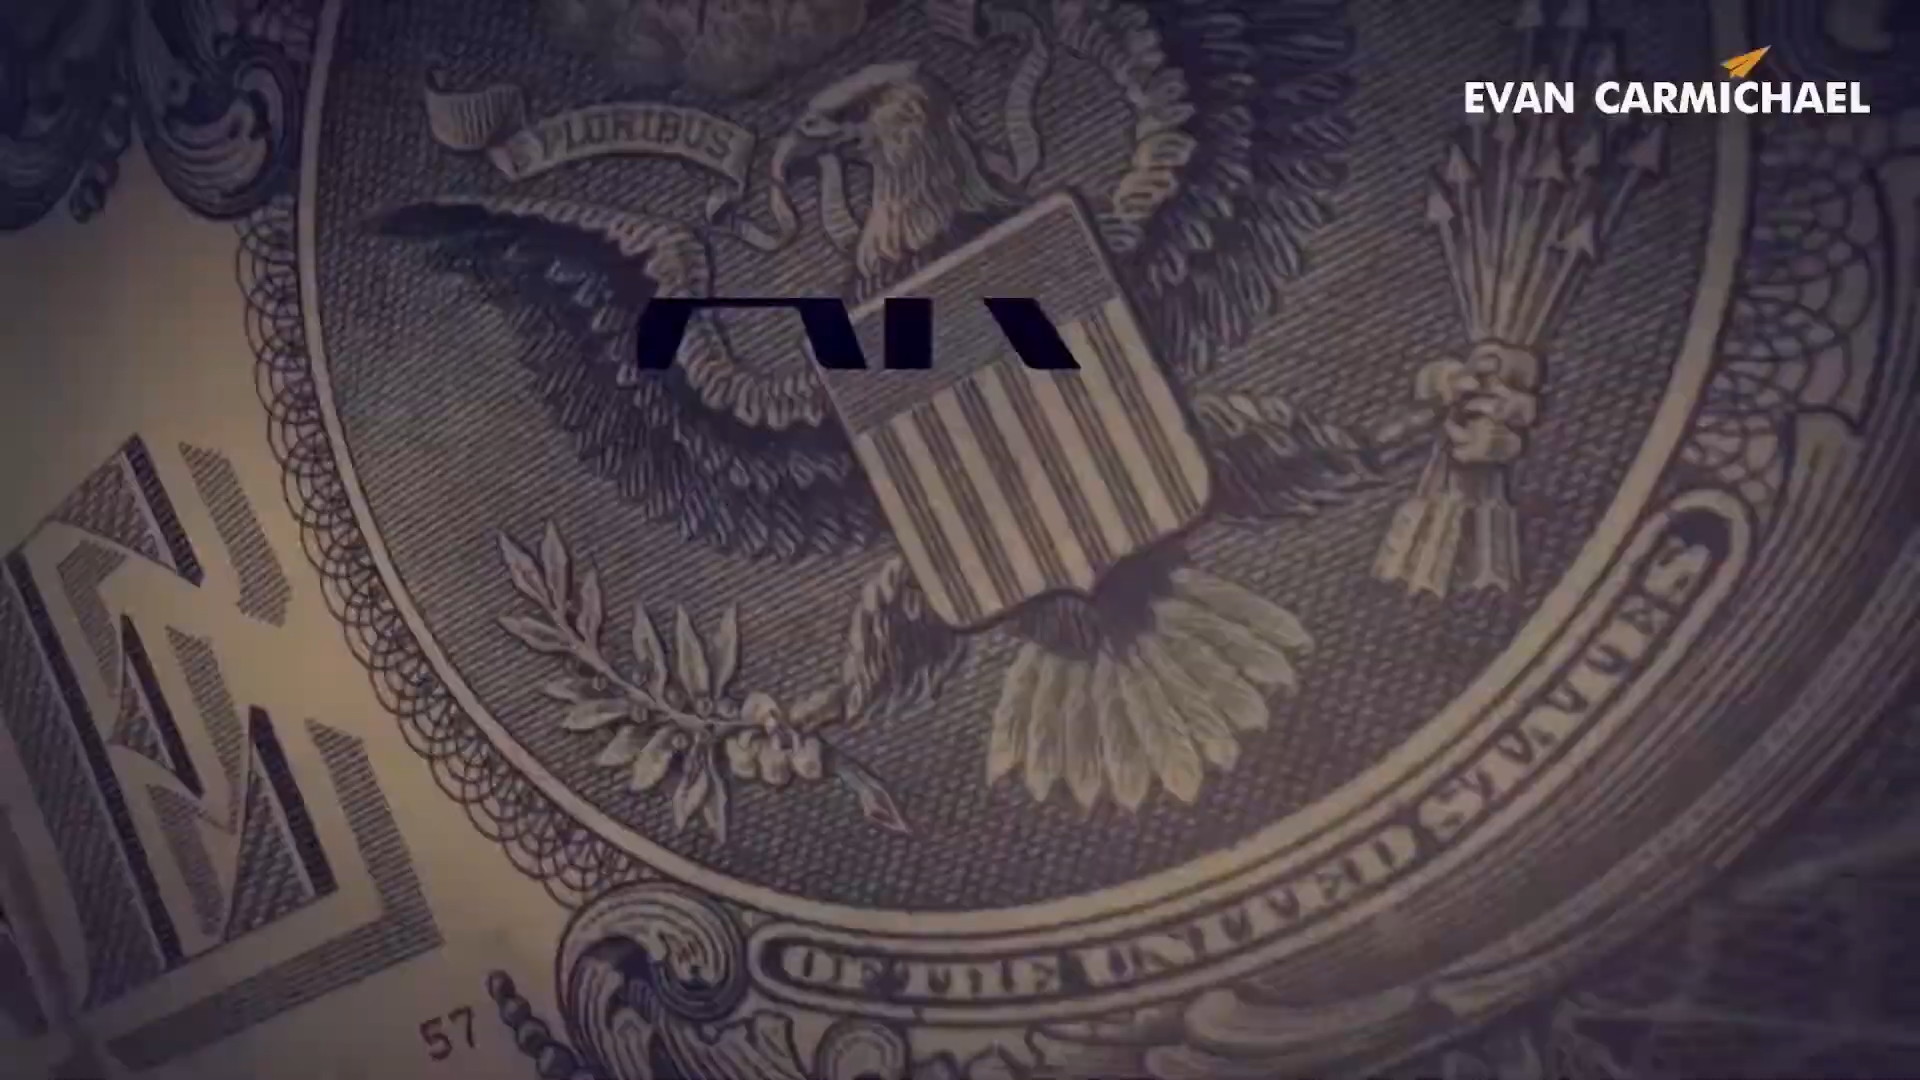 EVAN CARMICHAEL
PLURIBUS
OF THE UNITED STATES
57